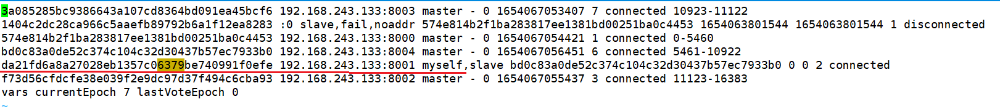 3a085285bc9386643a107cd8364bd091ea45bcf6 192.168.243.133:8003 master - 0 1654067053407 7 connected 10923-11122
1404c2dc28ca966c5aaefb89792b6a1f12ea8283 :0 slave,fail,noaddr 574e814b2f1ba283817ee1381bd00251ba0c4453 1654063801544 1654063801544 1 disconnected
574e814b2f1ba283817ee1381bd00251ba0c4453 192.168.243.133:8000 master - 0 1654067054421 1 connected 0-5460
bd0c83a0de52c374c104c32d30437b57ec7933b0 192.168.243.133:8004 master - 0 1654067056451 6 connected 5461-10922
da21fd6a8a27028eb1357c06379be740991f0efe 192.168.243.133:8001 myself,slave bd0c83a0de52c374c104c32d30437b57ec7933b0 0 0 2 connected
f73d56cfdcfe38e039f2e9dc97d37f494c6cba93 192.168.243.133:8002 master - 0 1654067055437 3 connected 11123-16383
vars currentEpoch 7 lastVoteEpoch 0
~